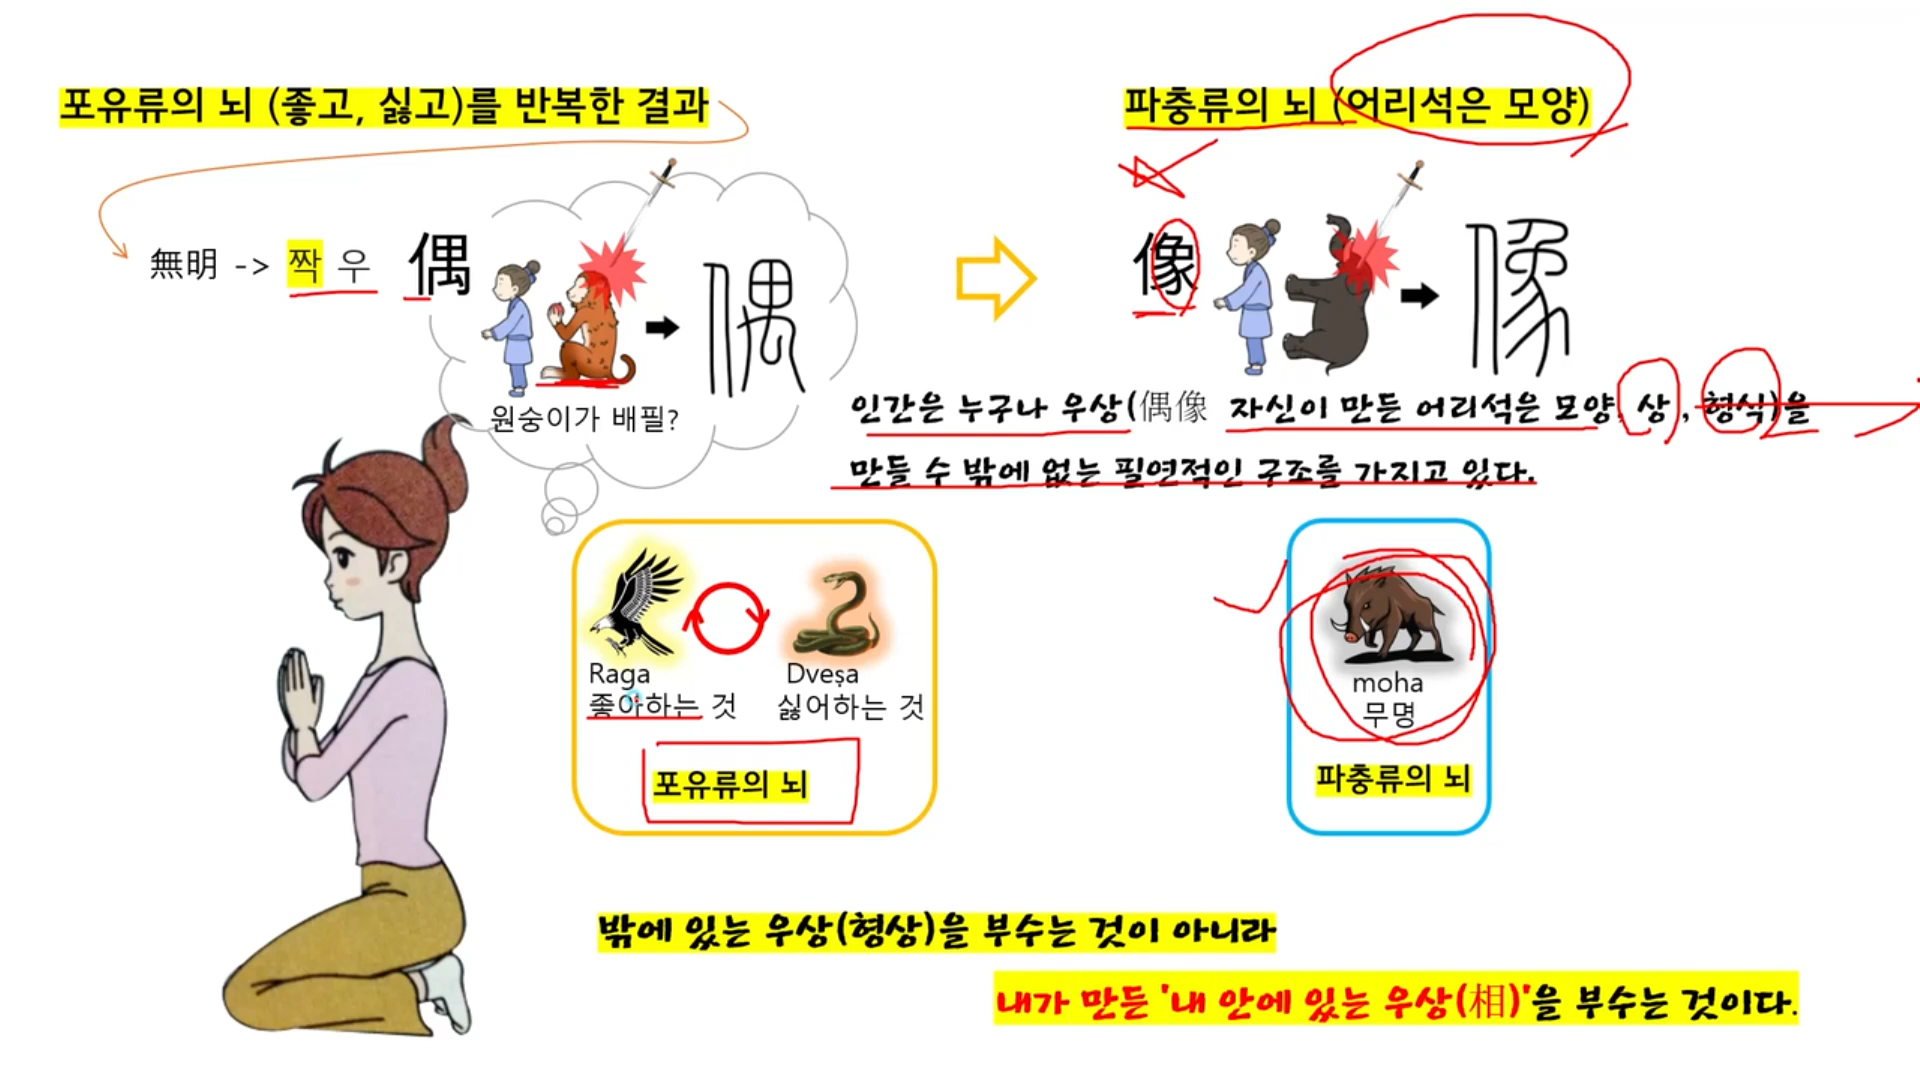 포유류의 뇌 (좋고, 싫고)를 반복한 결과
無明 -> 짝 우 偶
偶
원숭이가 배필?
파충류의 뇌 (어리석은 모양)
像
像
인간은 누구나 우상(偶像 자신이 만든 어리석은 모양, 상, 형식)을
만들 수 밖에 없는 필연적인 구조를 가지고 있다.
Raga
좋아하는 것
Dveṣa
싫어하는 것
포유류의 뇌
moha
무명
파충류의 뇌
밖에 있는 우상(형상)을 부수는 것이 아니라
내가 만든 '내 안에 있는 우상(相)'을 부수는 것이다.